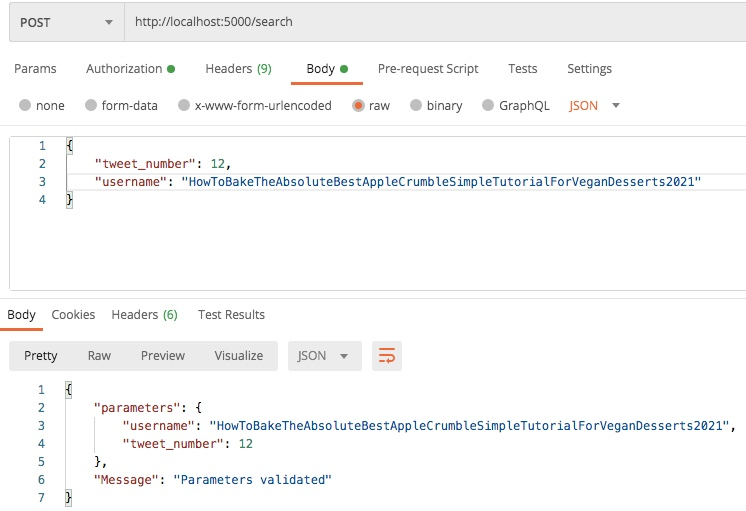 POST http://localhost:5000/search
Params Authorization Headers (9) Body Pre-request Script Tests Settings
none form-data x-www-form-urlencoded raw binary GraphQL JSON
1 {
2 "tweet_number": 12,
3 "username": "HowToBakeTheAbsoluteBestAppleCrumbleSimpleTutorialForVeganDesserts2021"
4 }
Body Cookies Headers (6) Test Results
Pretty Raw Preview Visualize JSON
1 {
2 "parameters": {
3 "username": "HowToBakeTheAbsoluteBestAppleCrumbleSimpleTutorialForVeganDesserts2021",
4 "tweet_number": 12
5 },
6 "Message": "Parameters validated"
7 }